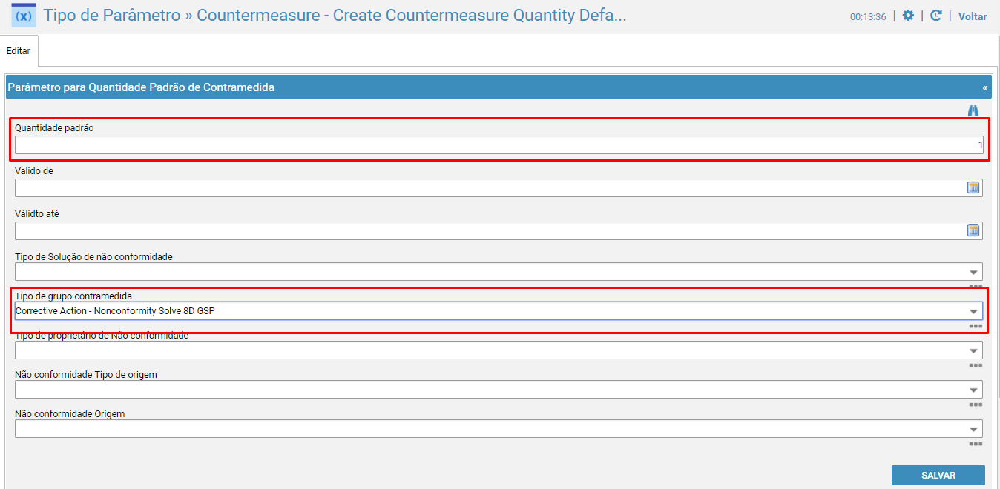 (x) Tipo de Parâmetro » Countermeasure - Create Countermeasure Quantity Defa...
00:13:36 | | | Voltar
Editar
Parâmetro para Quantidade Padrão de Contramedida «
Quantidade padrão
1
Valido de
Válidto até
Tipo de Solução de não conformidade
Tipo de grupo contramedida
Corrective Action - Nonconformity Solve 8D GSP
Tipo de proprietário de Não conformidade
Não conformidade Tipo de origem
Não conformidade Origem
SALVAR